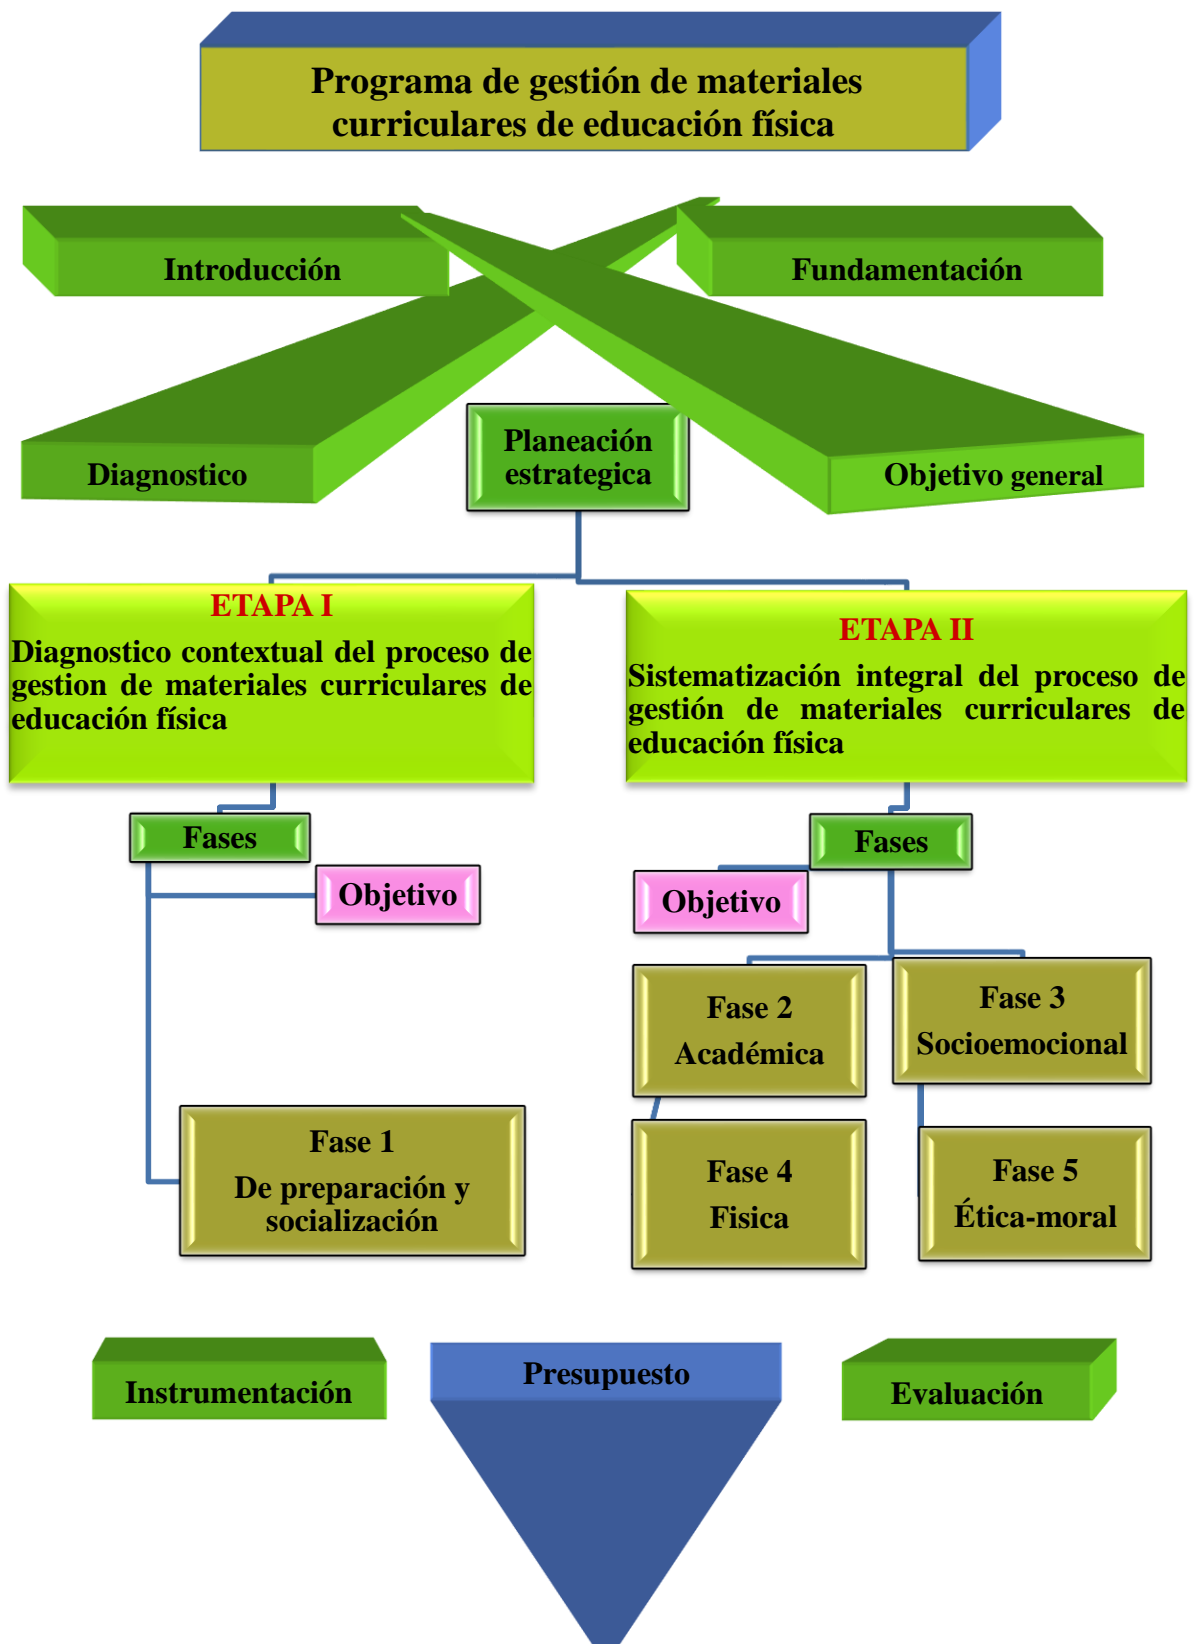 Programa de gestión de materiales
curriculares de educación física
Introducción
Fundamentación
Diagnostico
Planeación
estrategica
Objetivo general
ETAPA I
Diagnostico contextual del proceso de
gestion de materiales curriculares de
educación física
ETAPA II
Sistematización integral del proceso de
gestión de materiales curriculares de
educación física
Fases
Objetivo
Fases
Objetivo
Fase 1
De preparación y
socialización
Fase 2
Académica
Fase 3
Socioemocional
Fase 4
Fisica
Fase 5
Ética-moral
Instrumentación
Presupuesto
Evaluación